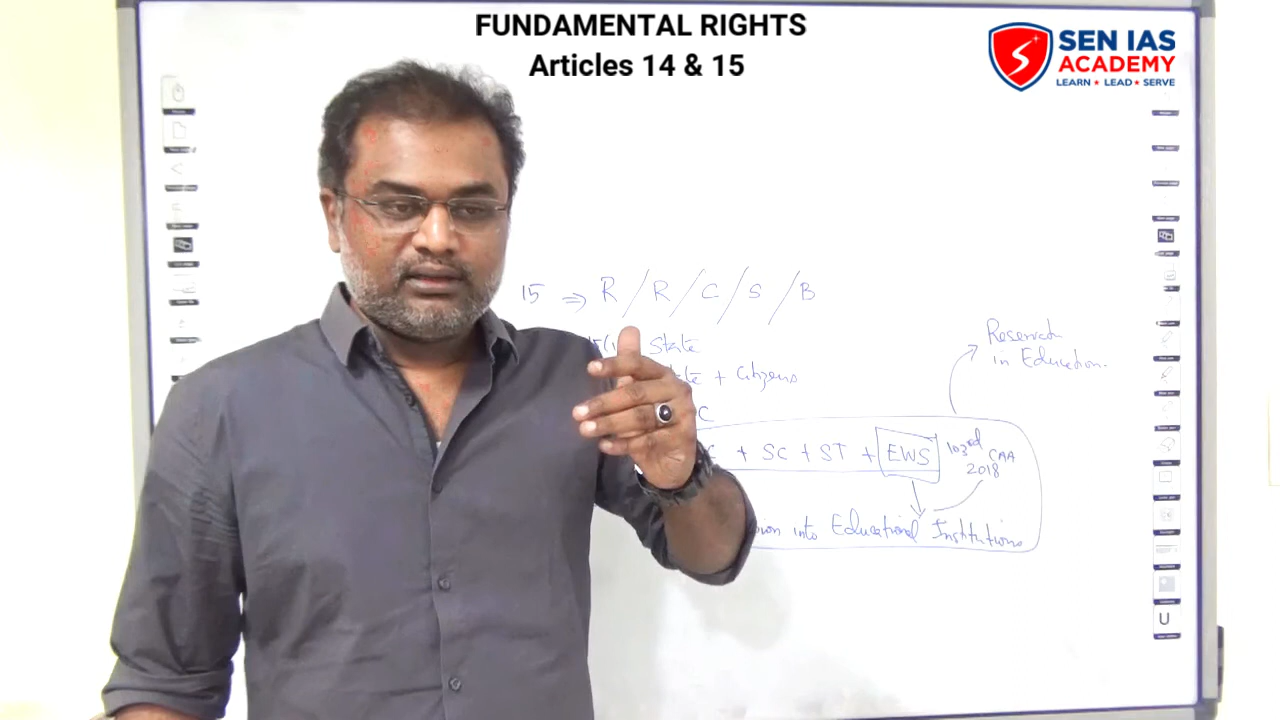 FUNDAMENTAL RIGHTS
Articles 14 & 15
SEN IAS
ACADEMY
LEARN ★ LEAD ★ SERVE
15 ⇒ R / R / C / S / B
State
+ Citizens
C
+ SC + ST + EWS
103rd CAA
2018
in Education.
into Educational Institutions
U